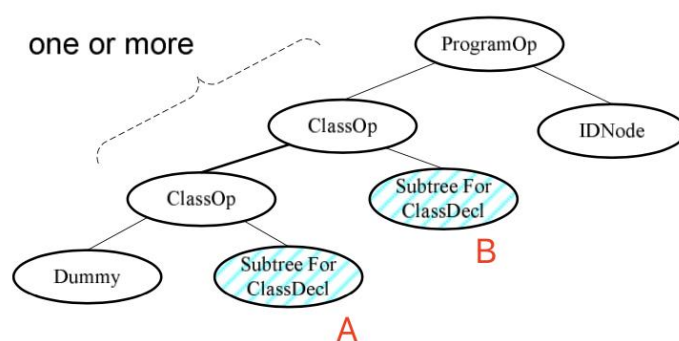 one or more
ProgramOp
ClassOp
IDNode
ClassOp
Subtree For
ClassDecl
B
Dummy
Subtree For
ClassDecl
A